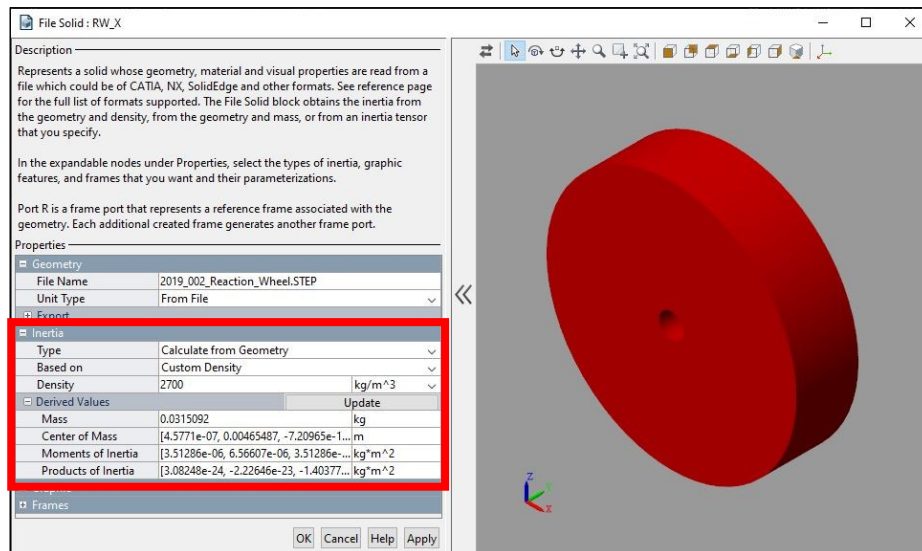 File Solid : RW_X
Description
Represents a solid whose geometry, material and visual properties are read from a
file which could be of CATIA, NX, SolidEdge and other formats. See reference page
for the full list of formats supported. The File Solid block obtains the inertia from
the geometry and density, from the geometry and mass, or from an inertia tensor
that you specify.
In the expandable nodes under Properties, select the types of inertia, graphic
features, and frames that you want and their parameterizations.
Port R is a frame port that represents a reference frame associated with the
geometry. Each additional created frame generates another frame port.
Properties
Geometry
File Name 2019_002_Reaction_Wheel.STEP
Unit Type From File
Export
Inertia
Type Calculate from Geometry
Based on Custom Density
Density 2700 kg/m^3
Derived Values Update
Mass 0.0315092 kg
Center of Mass [4.5771e-07, 0.00465487, -7.20965e-1... m
Moments of Inertia [3.51286e-06, 6.56607e-06, 3.51286e-... kg*m^2
Products of Inertia [3.08248e-24, -2.22646e-23, -1.40377... kg*m^2
Graphic
Frames
OK Cancel Help Apply
Z
Y
X